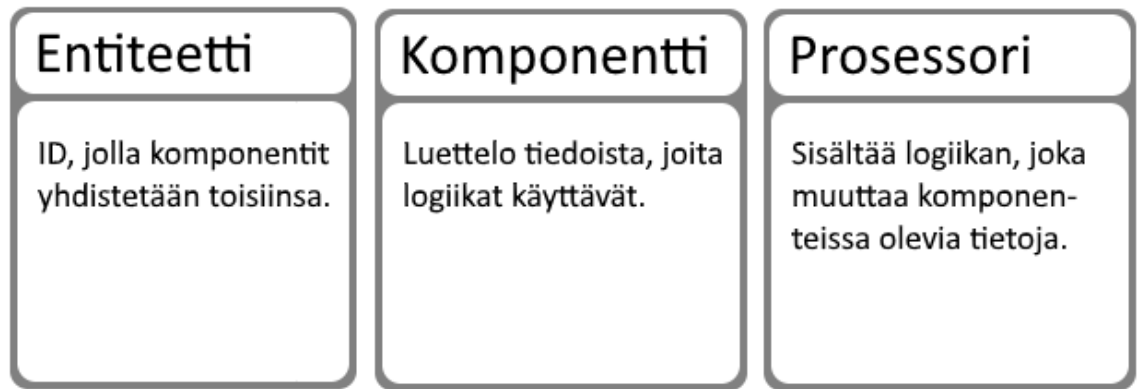 Entiteetti
ID, jolla komponentit
yhdistetään toisiinsa.
Komponentti
Luettelo tiedoista, joita
logiikat käyttävät.
Prosessori
Sisältää logiikan, joka
muuttaa komponen-
teissa olevia tietoja.